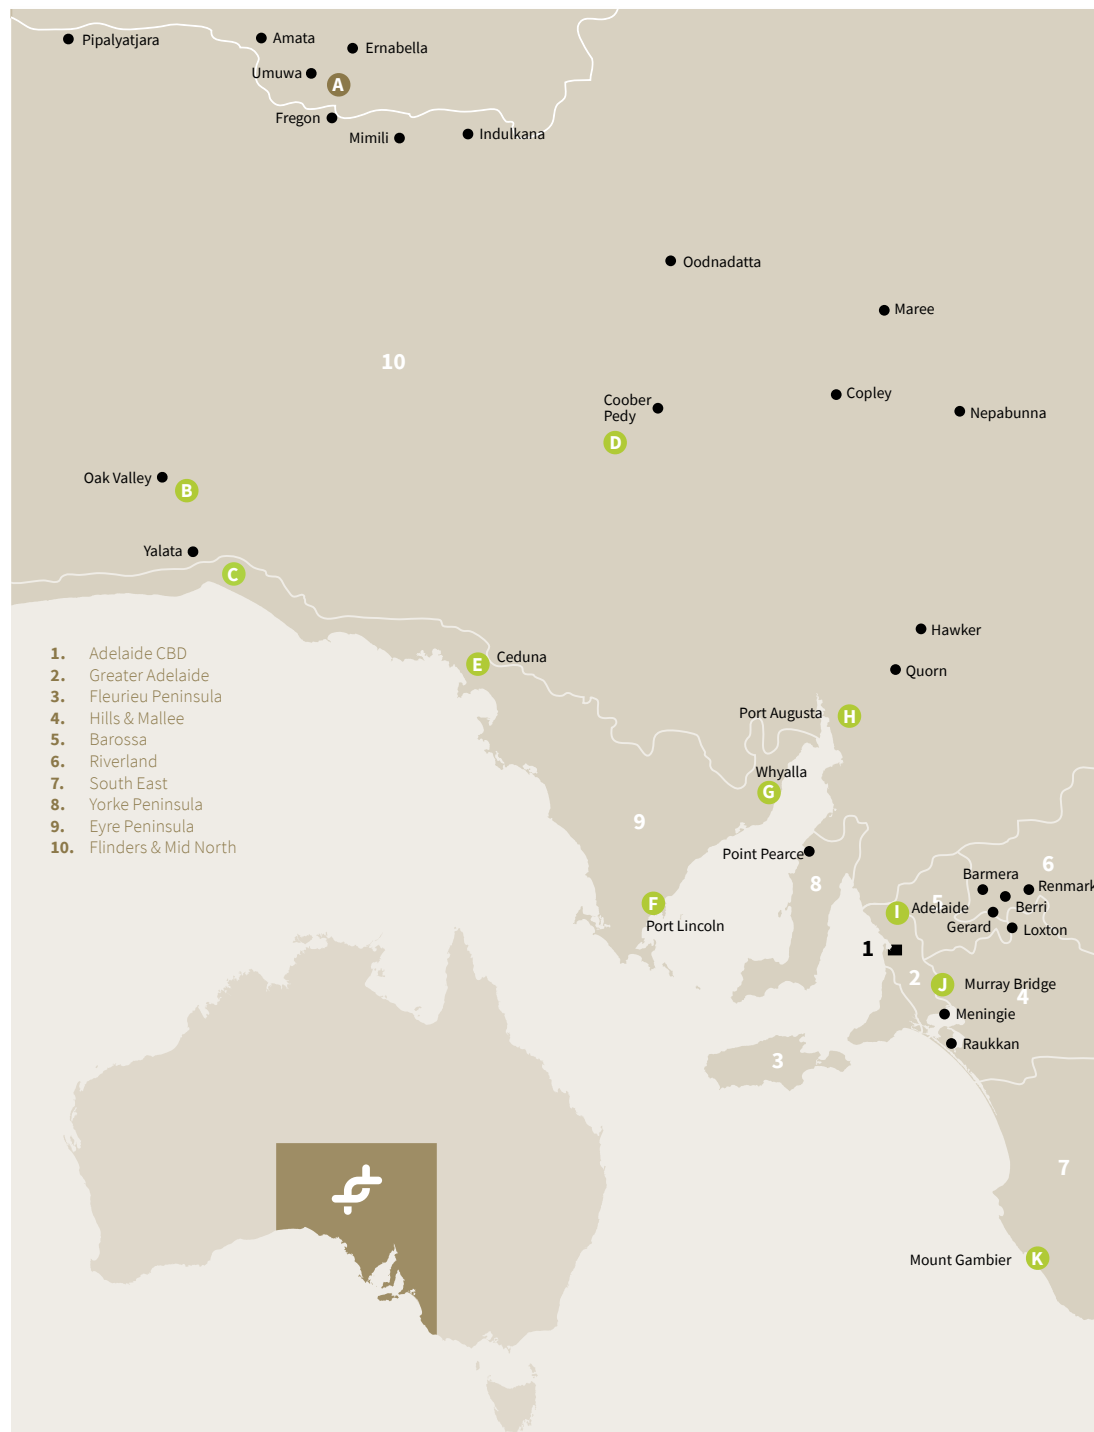 Pipalyatjara
Amata
Ernabella
Umuwa
A
Fregon
Mimili
Indulkana
Oodnadatta
Maree
10
Coober
Pedy
Copley
Nepabunna
D
Oak Valley
B
Yalata
C
Hawker
Quorn
E
Ceduna
1. Adelaide CBD
2. Greater Adelaide
3. Fleurieu Peninsula
4. Hills & Mallee
5. Barossa
6. Riverland
7. South East
8. Yorke Peninsula
9. Eyre Peninsula
10. Flinders & Mid North
Port Augusta
H
Whyalla
G
9
Point Pearce
8
6
Barmera
Renmark
5
Berri
F
Port Lincoln
I
Adelaide
Gerard
Loxton
1
2
J
Murray Bridge
4
Meningie
Raukkan
3
7
Mount Gambier
K